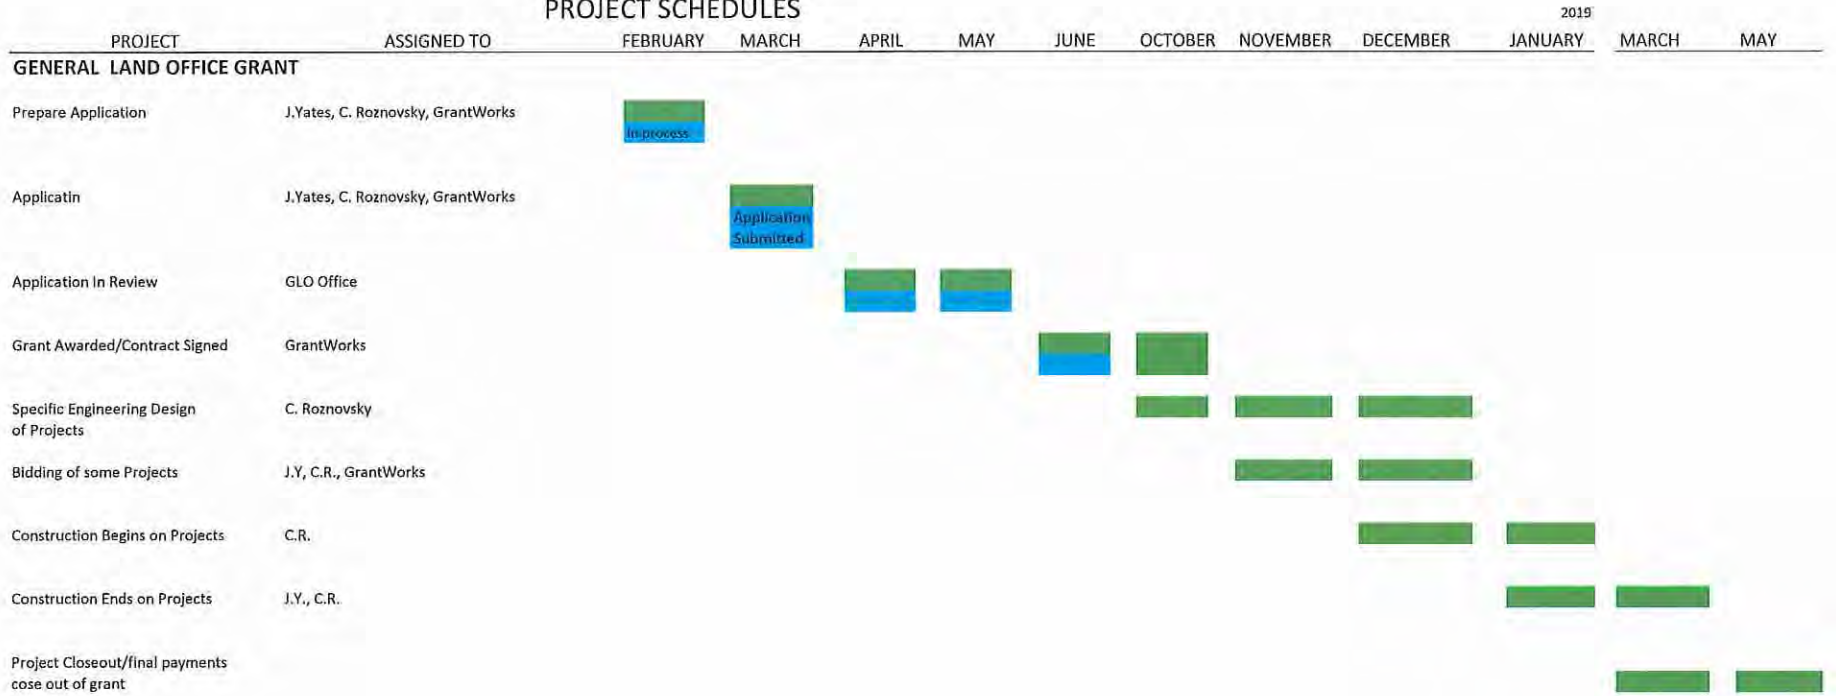 PROJECT SCHEDULES
2019
PROJECT ASSIGNED TO FEBRUARY MARCH APRIL MAY JUNE OCTOBER NOVEMBER DECEMBER JANUARY MARCH MAY
GENERAL LAND OFFICE GRANT
Prepare Application J.Yates, C. Roznovsky, GrantWorks
In process
Applicatin J.Yates, C. Roznovsky, GrantWorks
Application
Submitted
Application In Review GLO Office
Grant Awarded/Contract Signed GrantWorks
Specific Engineering Design C. Roznovsky
of Projects
Bidding of some Projects J.Y, C.R., GrantWorks
Construction Begins on Projects C.R.
Construction Ends on Projects J.Y., C.R.
Project Closeout/final payments
cose out of grant